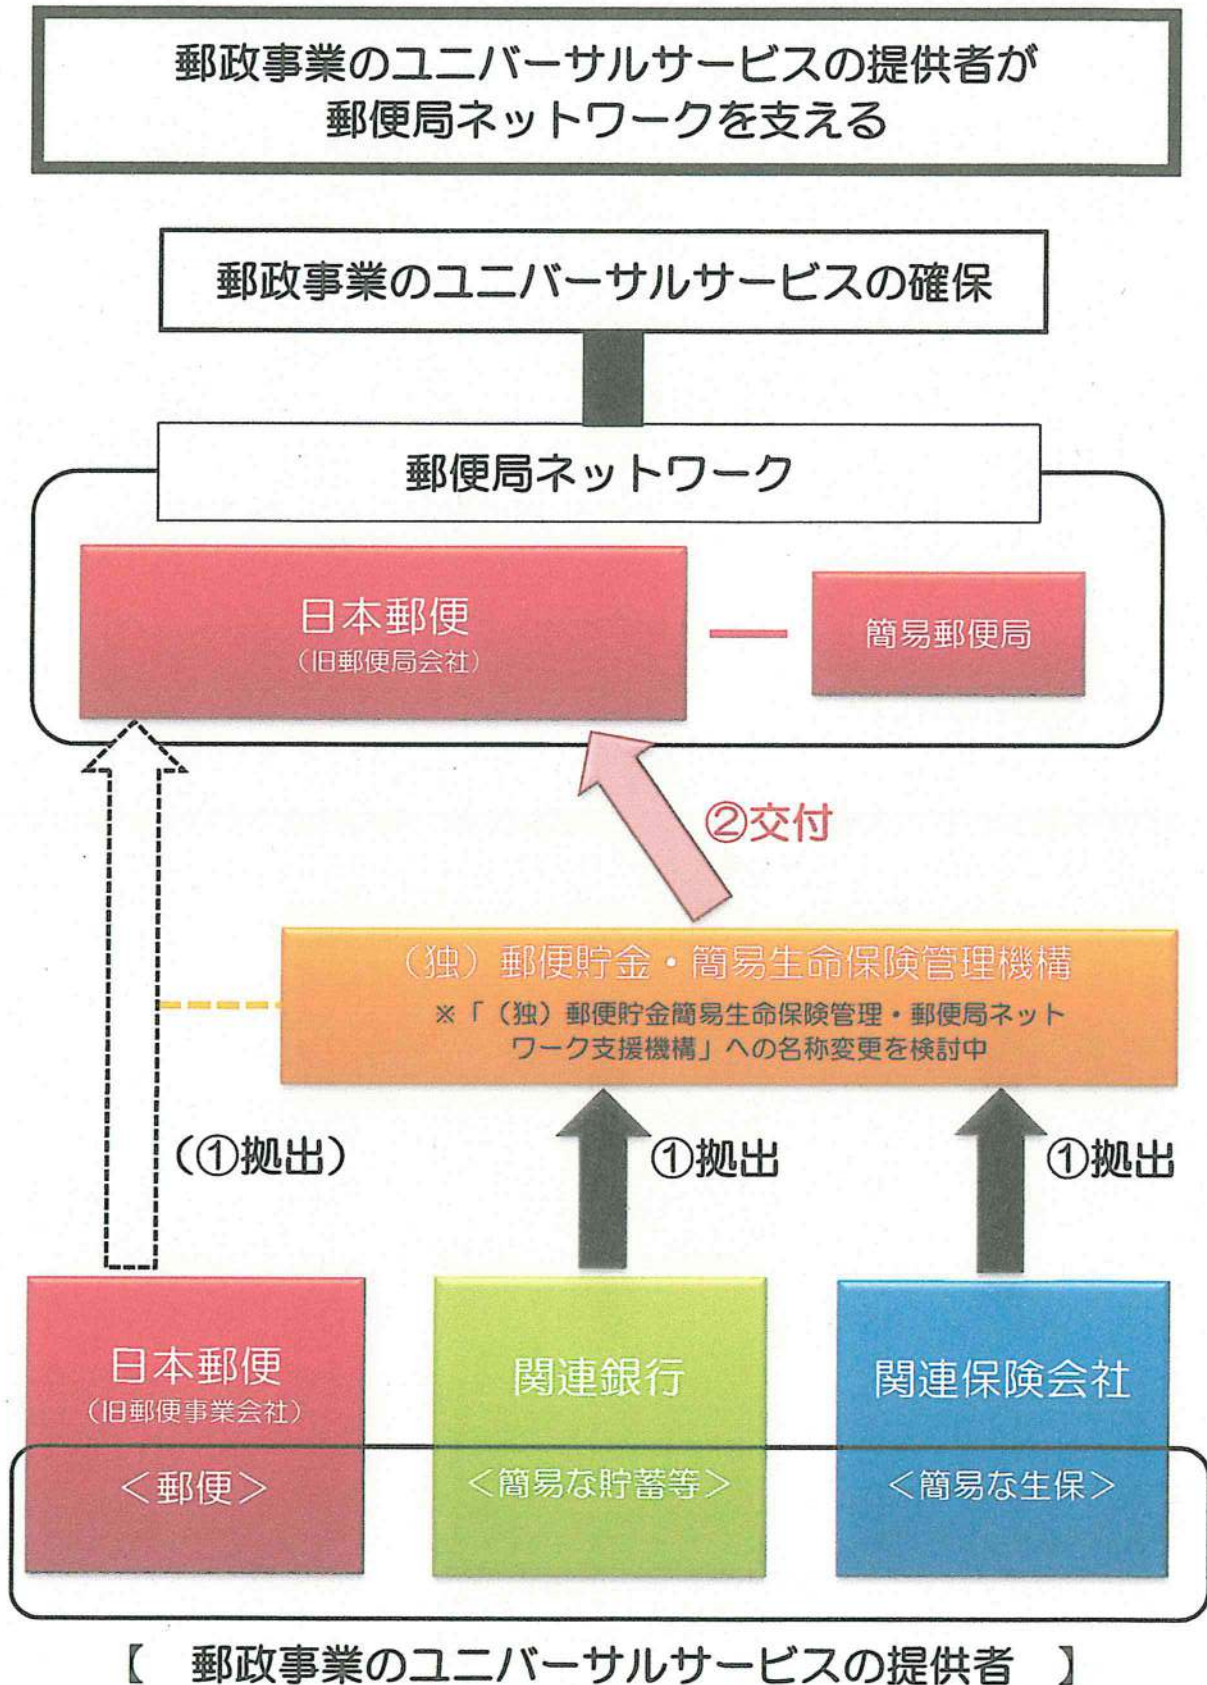 郵政事業のユニバーサルサービスの提供者が
郵便局ネットワークを支える
郵政事業のユニバーサルサービスの確保
郵便局ネットワーク
日本郵便
（旧郵便局会社）
簡易郵便局
②交付
（独）郵便貯金・簡易生命保険管理機構
※「（独）郵便貯金簡易生命保険管理・郵便局ネット
ワーク支援機構」への名称変更を検討中
（①拠出）
①拠出
①拠出
日本郵便
（旧郵便事業会社）
＜郵便＞
関連銀行
＜簡易な貯蓄等＞
関連保険会社
＜簡易な生保＞
【　郵政事業のユニバーサルサービスの提供者　】